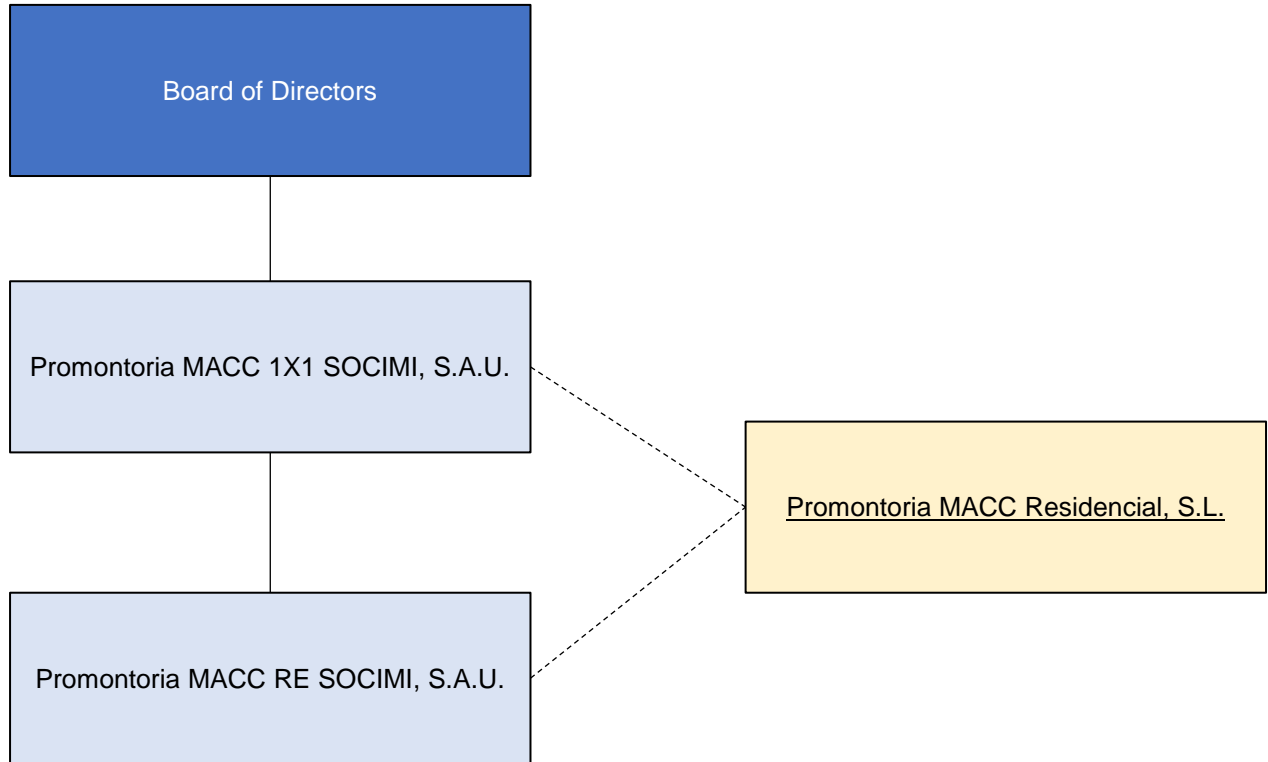 Board of Directors
Promontoria MACC 1X1 SOCIMI, S.A.U.
Promontoria MACC Residencial, S.L.
Promontoria MACC RE SOCIMI, S.A.U.